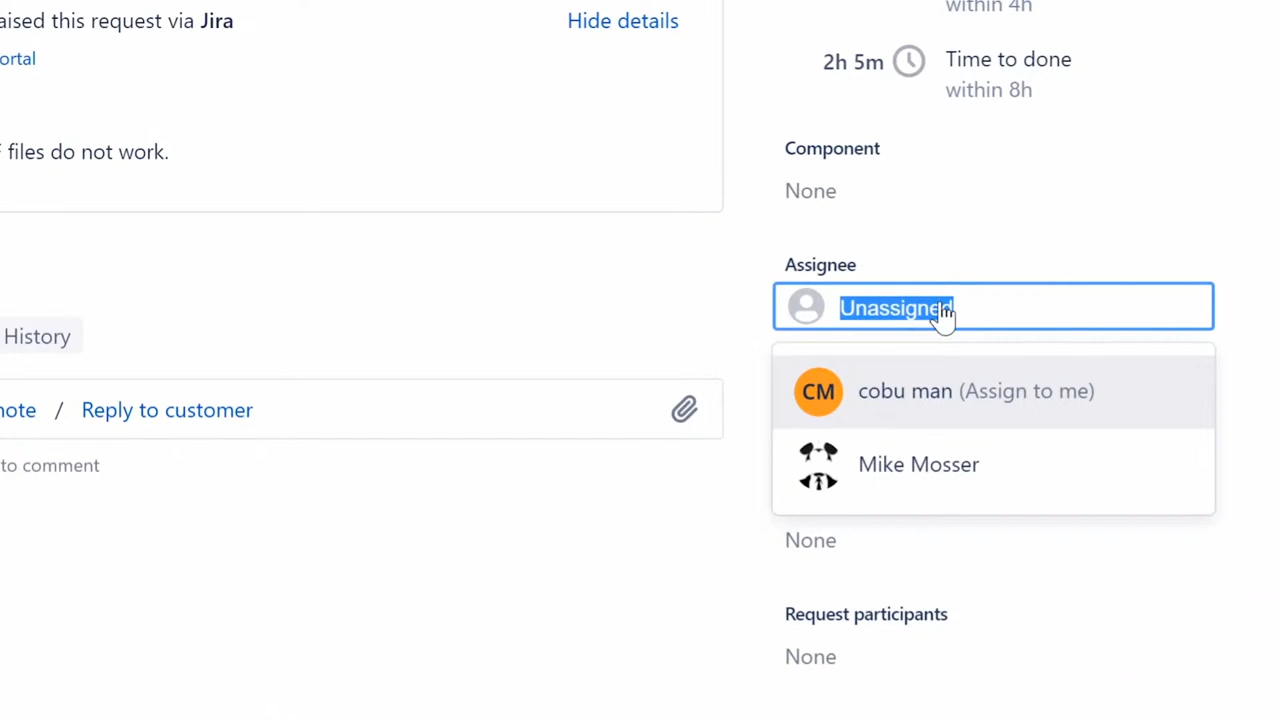 aised this request via Jira
Hide details
ortal
files do not work.
History
note / Reply to customer
to comment
within 4h
2h 5m
Time to done
within 8h
Component
None
Assignee
Unassigned
CM
cobu man (Assign to me)
Mike Mosser
None
Request participants
None